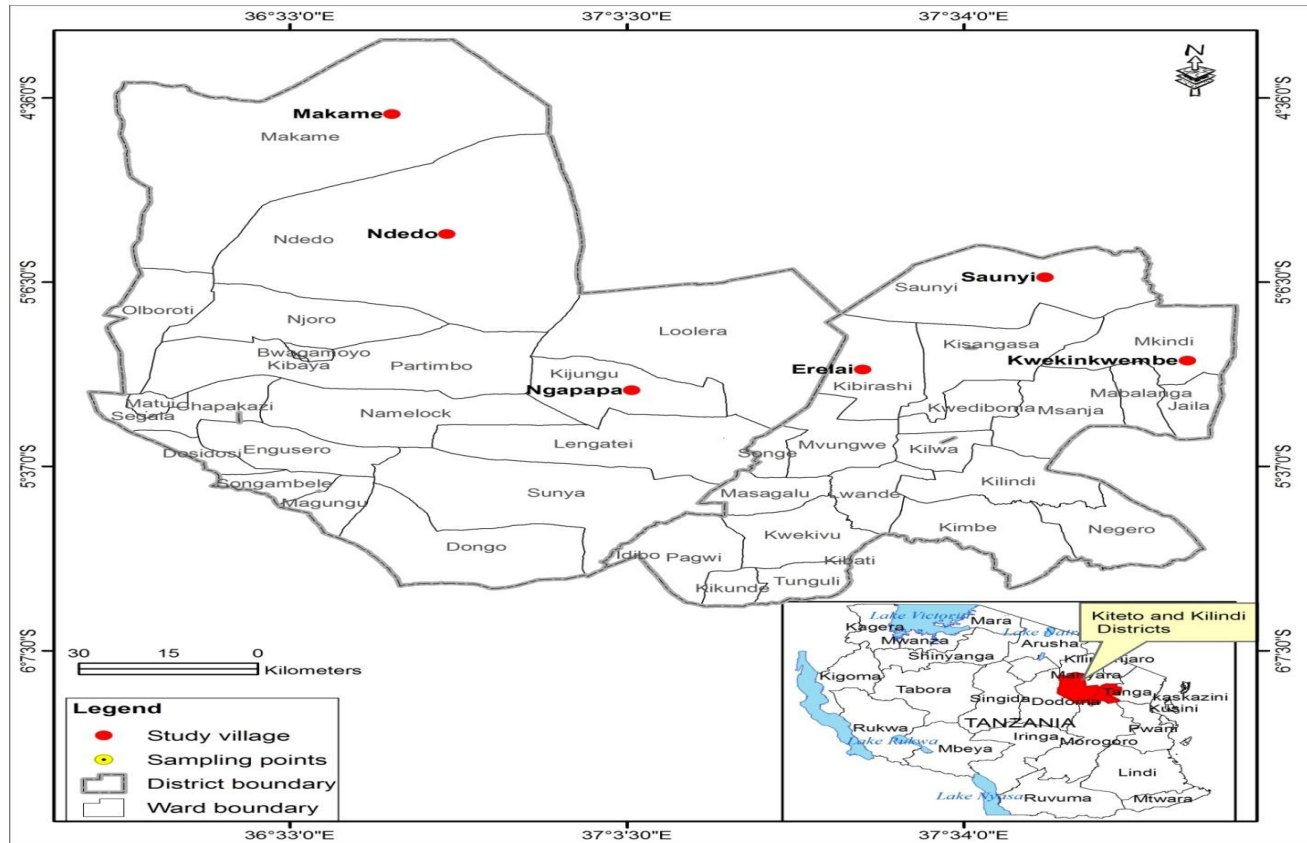 36°33'0"E 37°3'30"E 37°34'0"E
N
4°36'0"S 4°36'0"S
Makame
Makame
Ndedo
Ndedo
Saunyi
Saunyi
5°6'30"S 5°6'30"S
Olboroti
Njoro
Loolera
Mkindi
Kisangasa
Bwagamoyo
Kibaya
Partimbo
Kwekinkwembe
Erelai
Kijungu
Kibirashi
Ngapapa
Mabalanga
Matui
Chapakazi
Segala
Namelock
Kwediboma
Msanja
Jaila
Lengatei
Mvungwe
Kilwa
Dosidosi
Engusero
Songe
5°37'0"S 5°37'0"S
Songambele
Magungu
Sunya
Masagalu
Lwande
Kilindi
Kimbe
Negero
Kwekivu
Dongo
Idibo
Pagwi
Kibati
Kikunde
Tunguli
6°7'30"S 6°7'30"S
30 15 0
Kilometers
Legend
Study village
Sampling points
District boundary
Ward boundary
Kiteto and Kilindi
Districts
Lake Victoria
Kagera
Mara
Mwanza
Arusha
Shinyanga
Kigoma
Tabora
Singida
Dodoma
Tanga
kaskazini
Kusini
TANZANIA
Pwani
Rukwa
Iringa
Morogoro
Lake Rukwa
Mbeya
Lindi
Lake Nyasa
Ruvuma
Mtwara
36°33'0"E 37°3'30"E 37°34'0"E